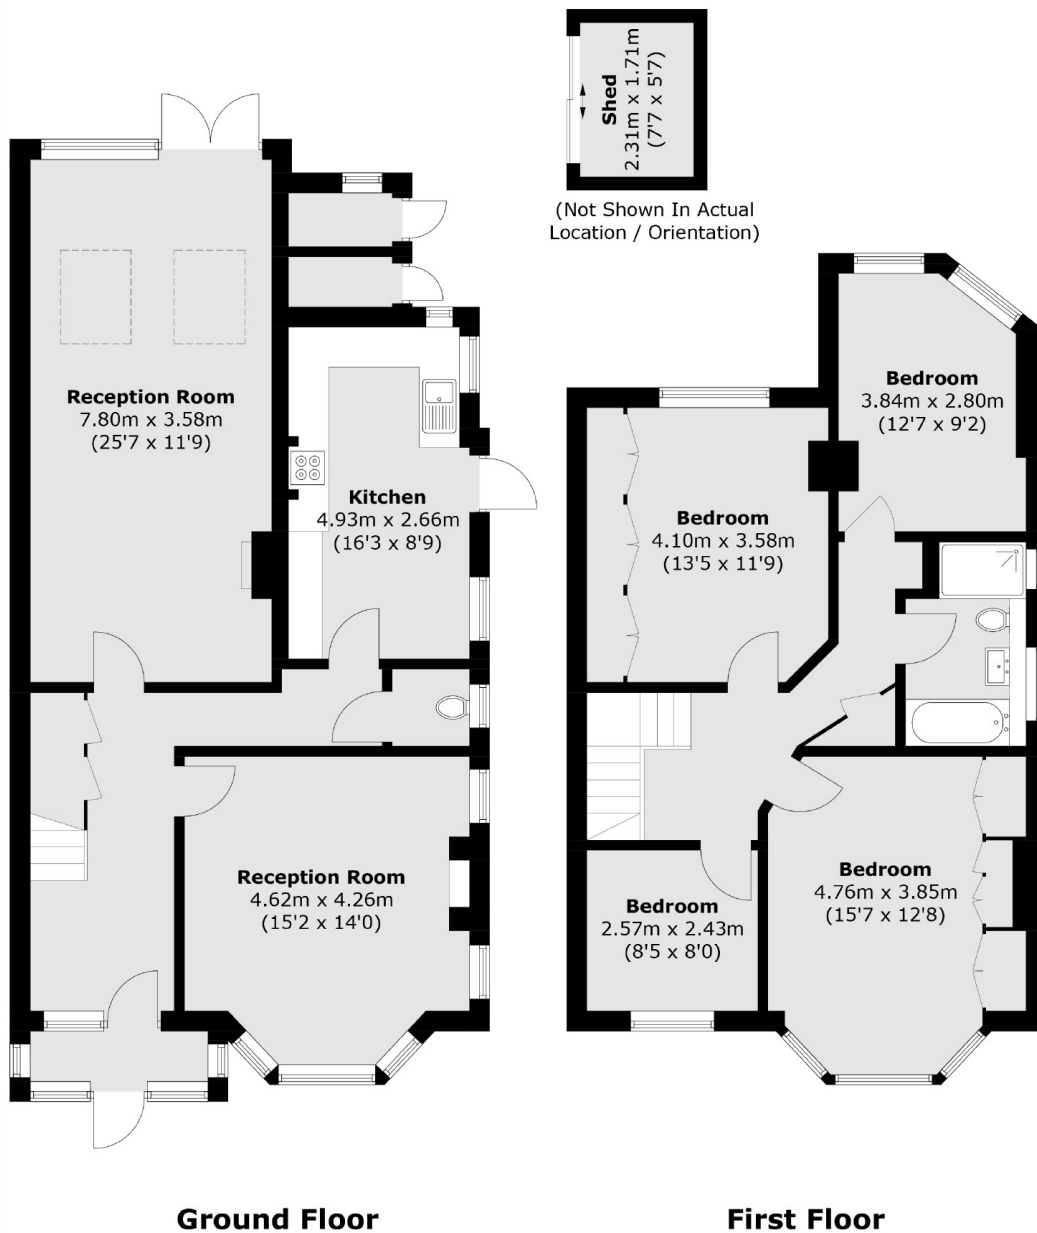 Shed
2.31m x 1.71m
(7'7 x 5'7)
(Not Shown In Actual
Location / Orientation)
Reception Room
7.80m x 3.58m
(25'7 x 11'9)
Kitchen
4.93m x 2.66m
(16'3 x 8'9)
Reception Room
4.62m x 4.26m
(15'2 x 14'0)
Ground Floor
Bedroom
3.84m x 2.80m
(12'7 x 9'2)
Bedroom
4.10m x 3.58m
(13'5 x 11'9)
Bedroom
4.76m x 3.85m
(15'7 x 12'8)
Bedroom
2.57m x 2.43m
(8'5 x 8'0)
First Floor